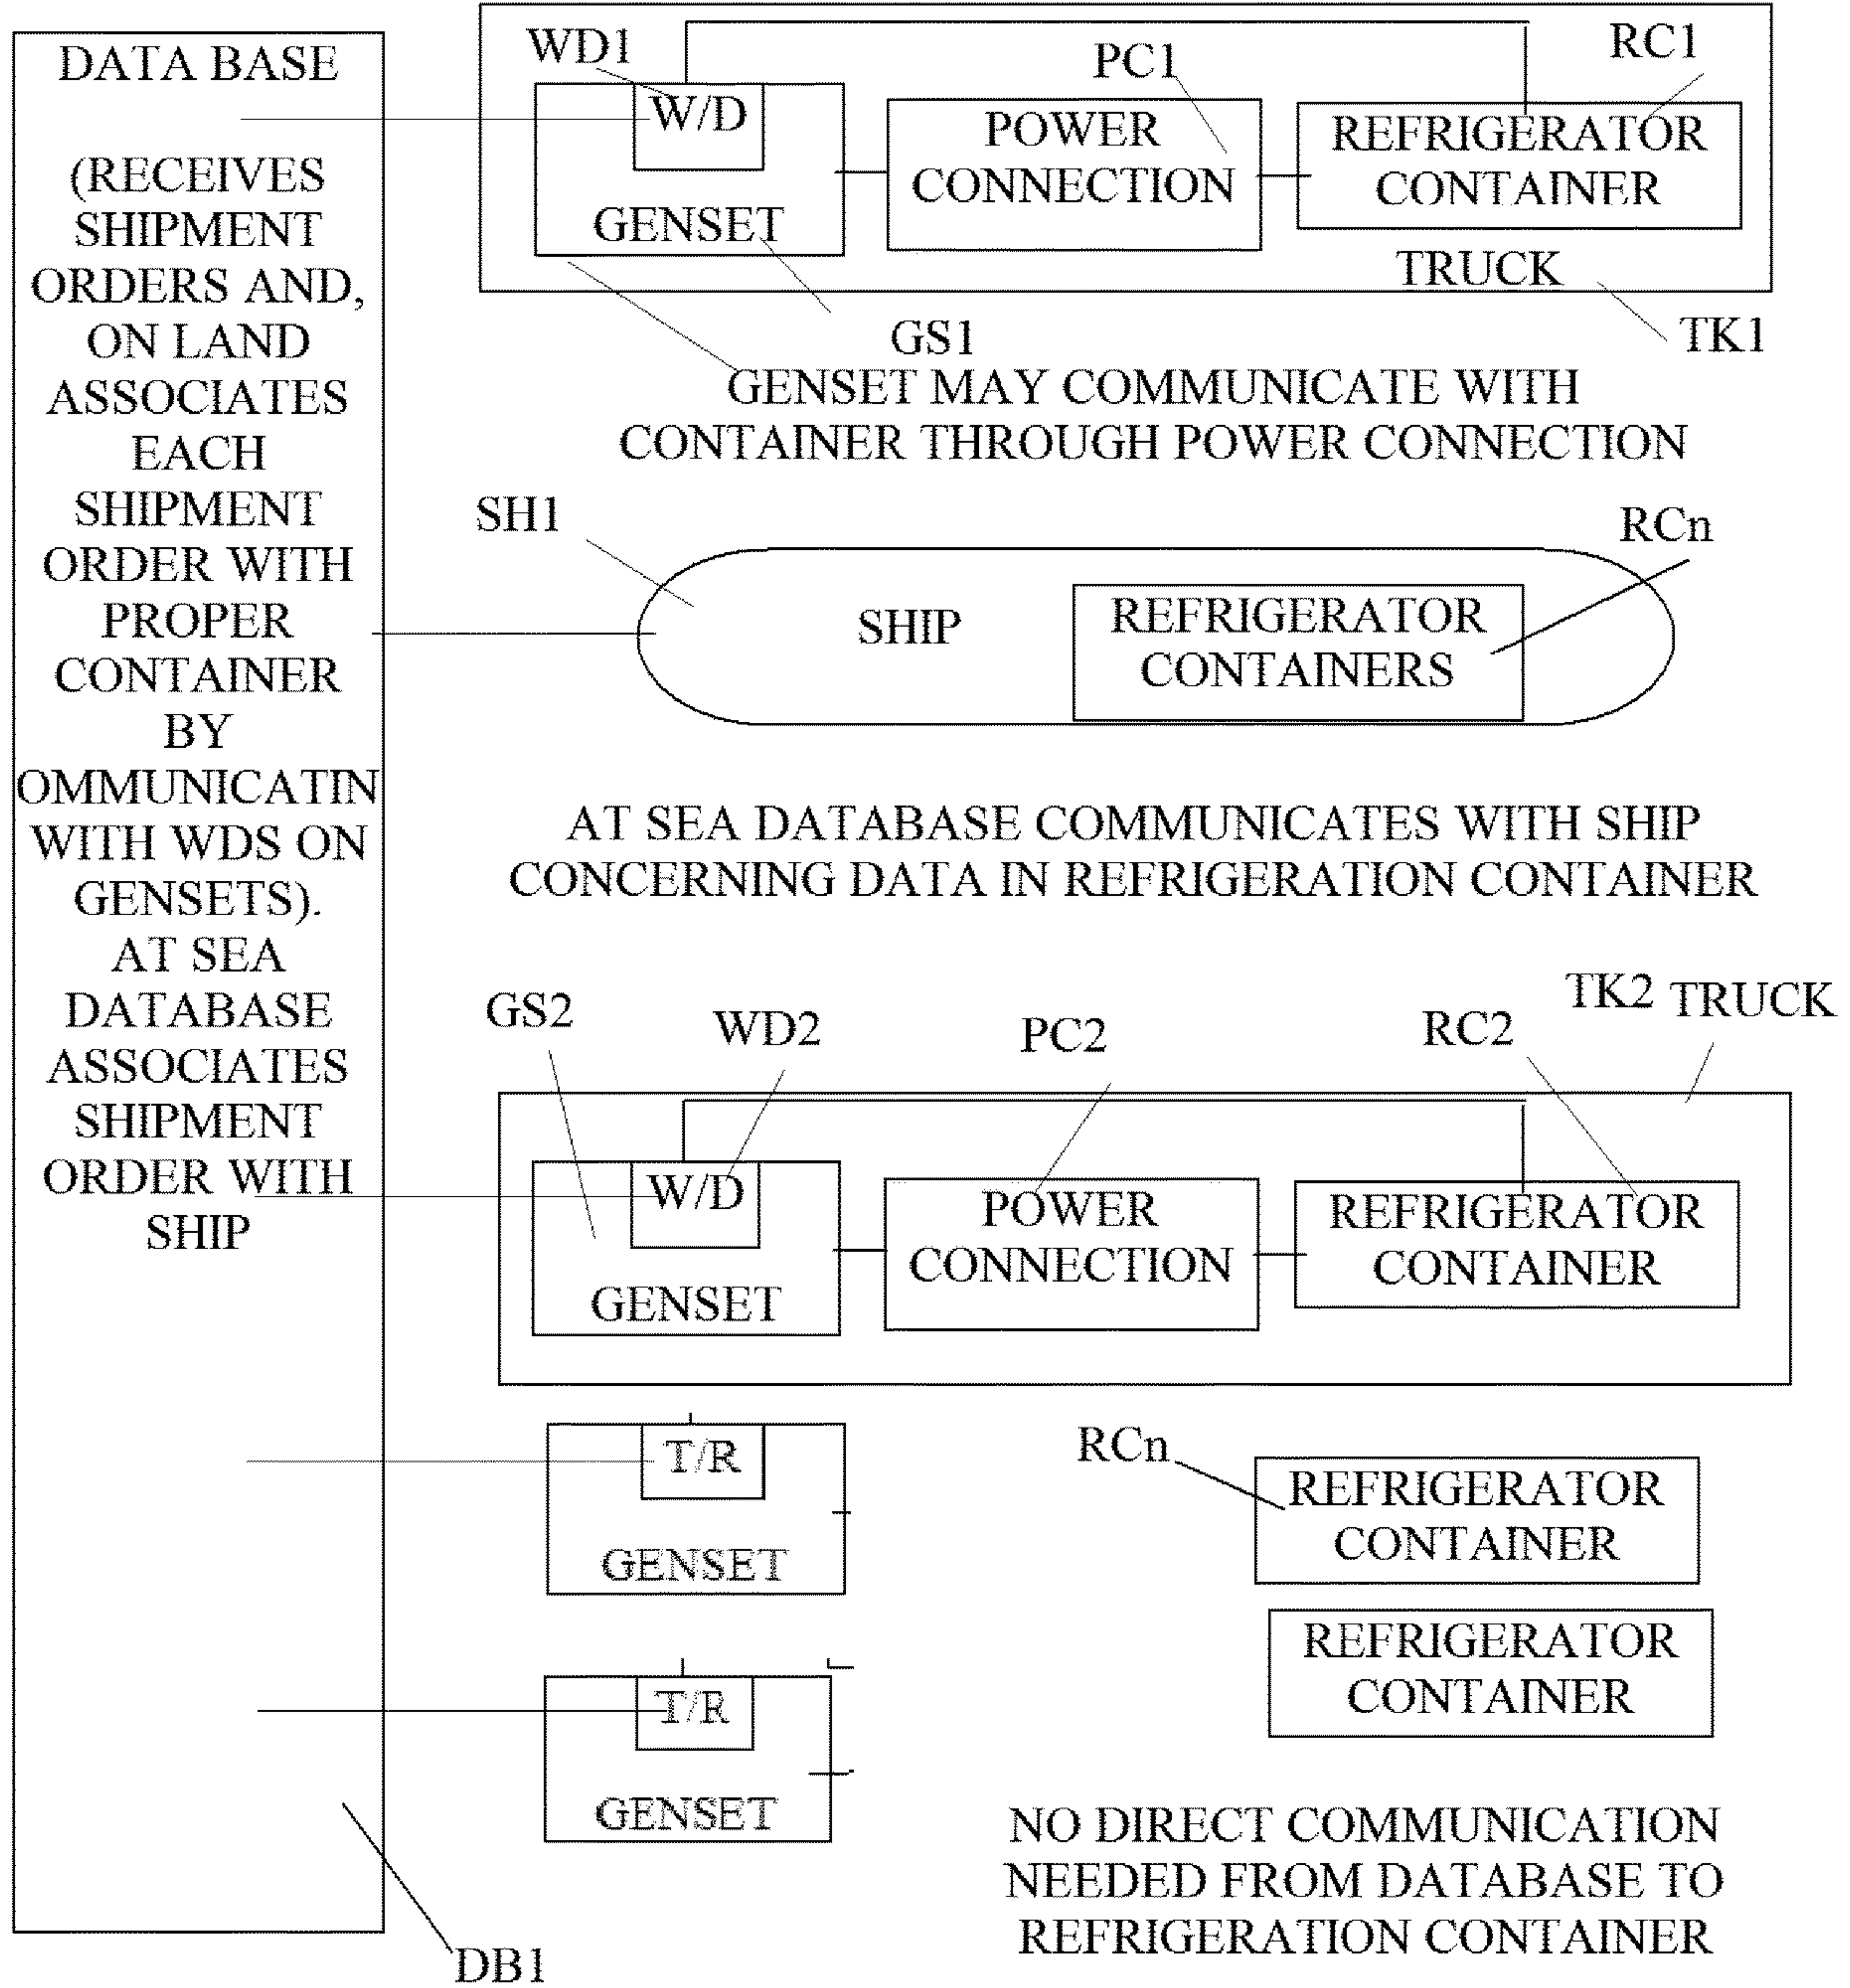 DATA BASE
(RECEIVES
SHIPMENT
ORDERS AND,
ON LAND
ASSOCIATES
EACH
SHIPMENT
ORDER WITH
PROPER
CONTAINER
BY
OMMUNICATIN
WITH WDS ON
GENSETS).
AT SEA
DATABASE
ASSOCIATES
SHIPMENT
ORDER WITH
SHIP
DB1
WD1
PC1
RC1
W/D
GENSET
POWER
CONNECTION
REFRIGERATOR
CONTAINER
TRUCK
GS1
TK1
GENSET MAY COMMUNICATE WITH
CONTAINER THROUGH POWER CONNECTION
SH1
RCn
SHIP
REFRIGERATOR
CONTAINERS
AT SEA DATABASE COMMUNICATES WITH SHIP
CONCERNING DATA IN REFRIGERATION CONTAINER
GS2
WD2
PC2
RC2
TK2 TRUCK
W/D
GENSET
POWER
CONNECTION
REFRIGERATOR
CONTAINER
T/R
GENSET
RCn
REFRIGERATOR
CONTAINER
REFRIGERATOR
CONTAINER
T/R
GENSET
NO DIRECT COMMUNICATION
NEEDED FROM DATABASE TO
REFRIGERATION CONTAINER